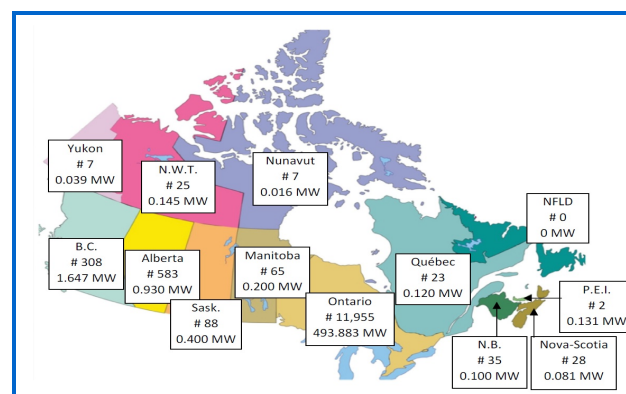 Yukon
# 7
0.039 MW
N.W.T.
# 25
0.145 MW
Nunavut
# 7
0.016 MW
NFLD
# 0
0 MW
B.C.
# 308
1.647 MW
Alberta
# 583
0.930 MW
Sask.
# 88
0.400 MW
Manitoba
# 65
0.200 MW
Ontario
# 11,955
493.883 MW
Québec
# 23
0.120 MW
P.E.I.
# 2
0.131 MW
N.B.
# 35
0.100 MW
Nova-Scotia
# 28
0.081 MW